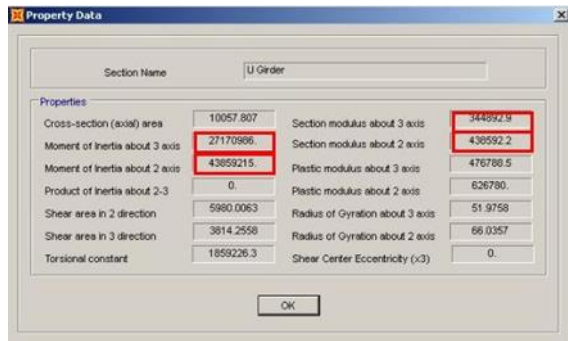 Property Data
Section Name
U Girder
Properties
Cross-section (axial) area 10057.807
Moment of Inertia about 3 axis 27170986.
Moment of Inertia about 2 axis 43859215.
Product of Inertia about 2-3 0.
Shear area in 2 direction 5980.0063
Shear area in 3 direction 3814.2558
Torsional constant 1859226.3
Section modulus about 3 axis 344892.9
Section modulus about 2 axis 438592.2
Plastic modulus about 3 axis 476788.5
Plastic modulus about 2 axis 626780.
Radius of Gyration about 3 axis 51.9758
Radius of Gyration about 2 axis 66.0357
Shear Center Eccentricity (x3) 0.
OK